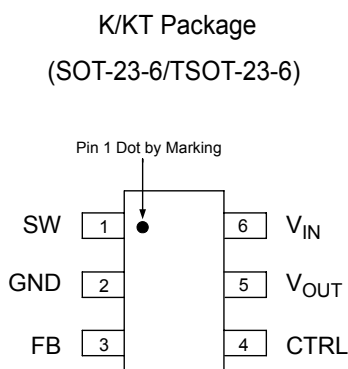 K/KT Package
(SOT-23-6/TSOT-23-6)
Pin 1 Dot by Marking
SW 1 6 VIN
GND 2 5 VOUT
FB 3 4 CTRL